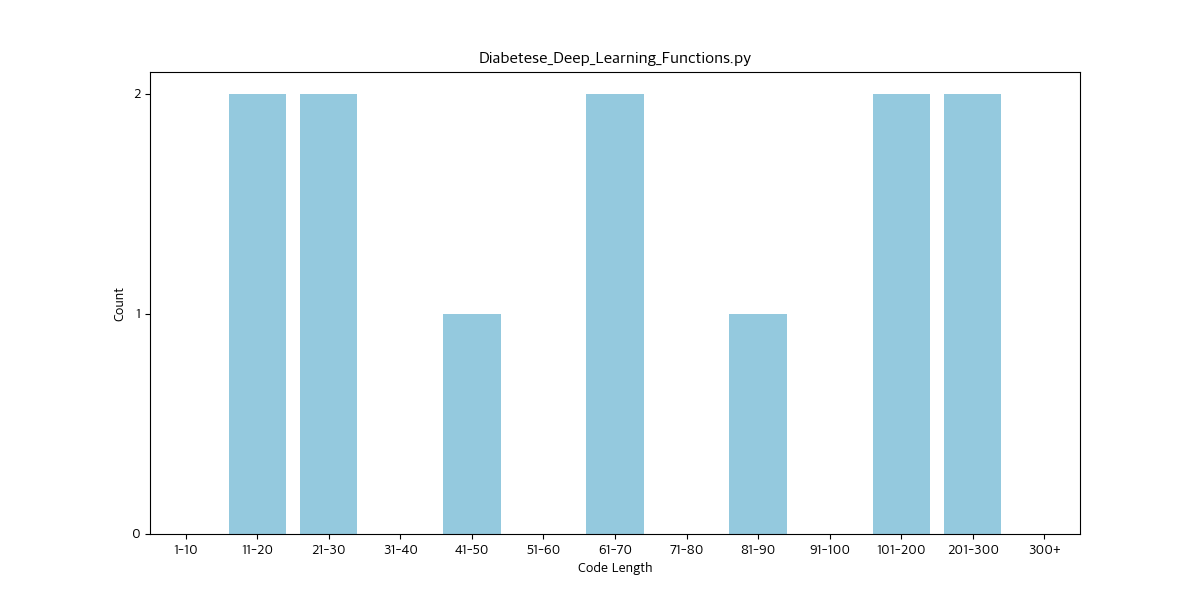 Diabetese_Deep_Learning_Functions.py
2
1
0
Count
1-10 11-20 21-30 31-40 41-50 51-60 61-70 71-80 81-90 91-100 101-200 201-300 300+
Code Length